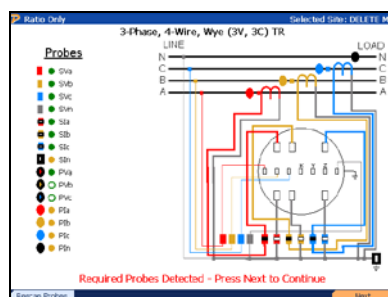 Ratio Only
Selected Site: DELETE M
3-Phase, 4-Wire, Wye (3V, 3C) TR
Probes
LINE
LOAD
N
N
C
C
B
B
A
A
SVa
SVb
SVc
SVn
SIa
SIb
SIc
SIn
PVa
PVb
PVc
PIa
PIb
PIc
PIn
Required Probes Detected - Press Next to Continue
Rescan Probes
Next